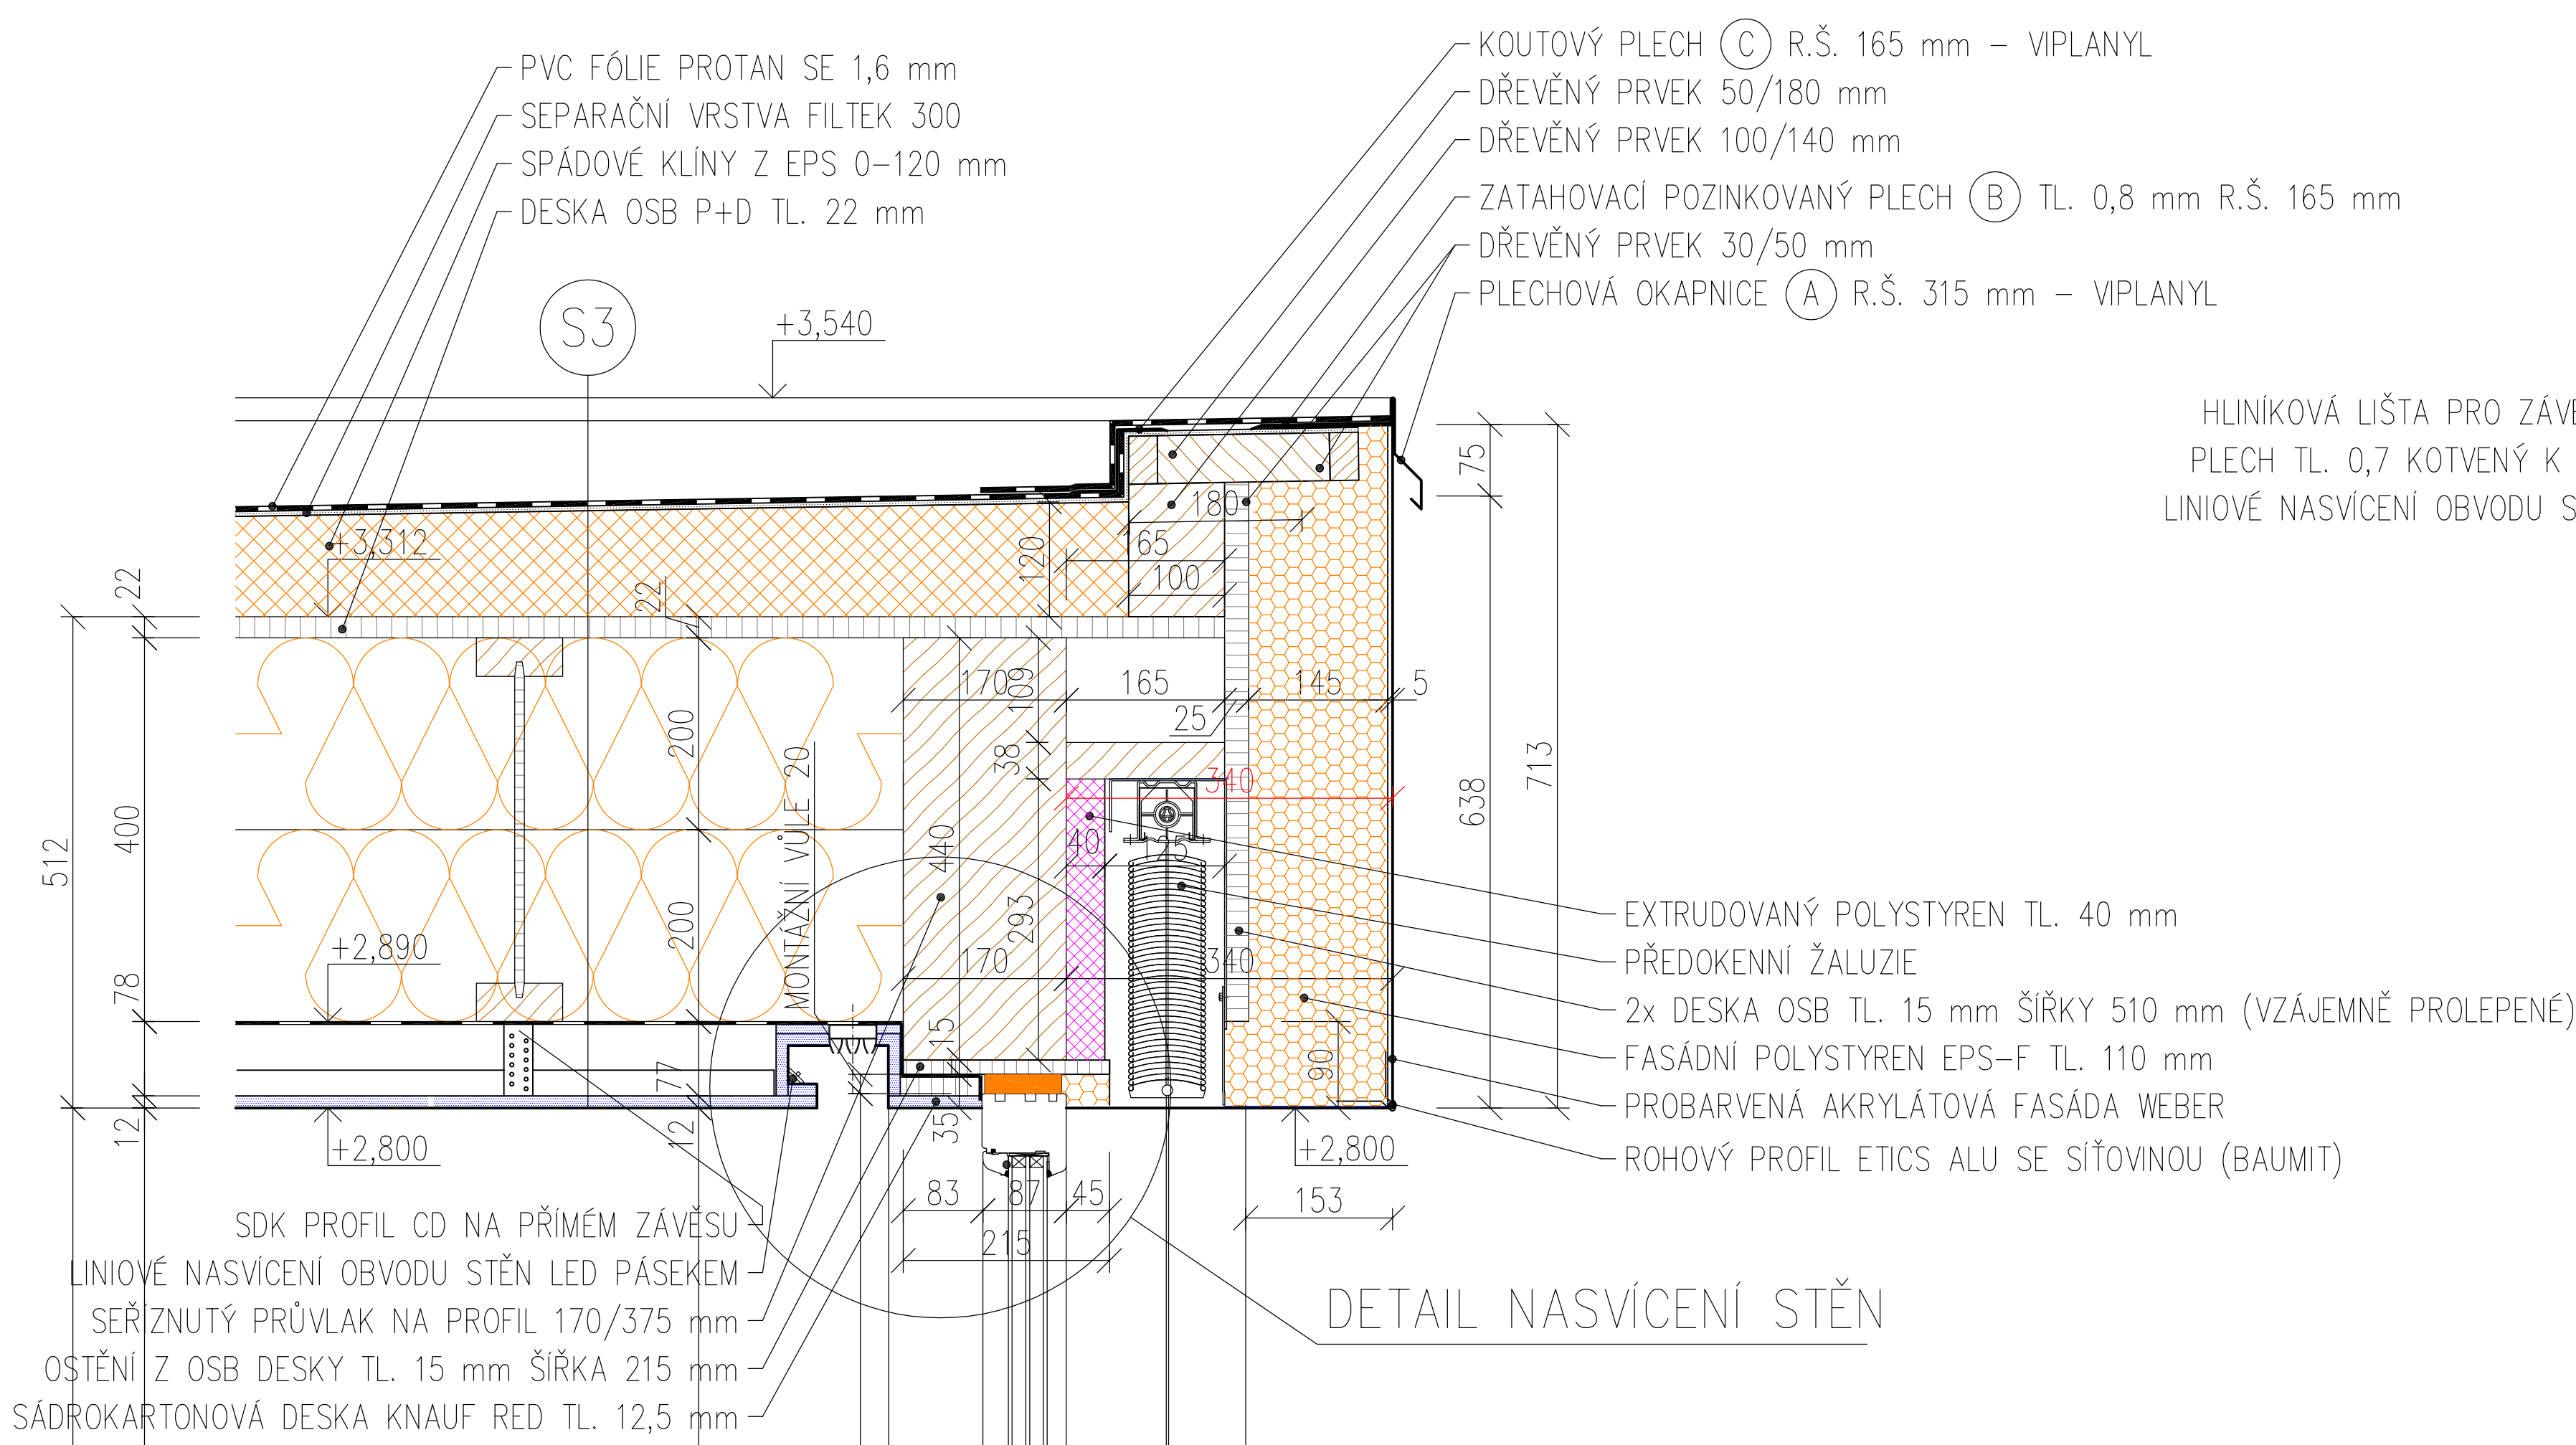 PVC FÓLIE PROTAN SE 1,6 mm
SEPARAČNÍ VRSTVA FILTEK 300
SPÁDOVÉ KLÍNY Z EPS 0-120 mm
DESKA OSB P+D TL. 22 mm
S3
+3,540
KOUTOVÝ PLECH C R.Š. 165 mm - VIPLANYL
DŘEVĚNÝ PRVEK 50/180 mm
DŘEVĚNÝ PRVEK 100/140 mm
ZATAHOVACÍ POZINKOVANÝ PLECH B TL. 0,8 mm R.Š. 165 mm
DŘEVĚNÝ PRVEK 30/50 mm
PLECHOVÁ OKAPNICE A R.Š. 315 mm - VIPLANYL
HLINÍKOVÁ LIŠTA PRO ZÁVĚ
PLECH TL. 0,7 KOTVENÝ K
LINIOVÉ NASVÍCENÍ OBVODU S
75
713
638
180
65
120
100
+3,312
22
22
512
400
78
12
200
200
77
12
170
109
165
145
5
25
38
340
440
40
125
293
170
340
MONTÁŽNÍ VŮLE 20
+2,890
15
35
90
+2,800
+2,800
83
87
45
215
153
EXTRUDOVANÝ POLYSTYREN TL. 40 mm
PŘEDOKENNÍ ŽALUZIE
2x DESKA OSB TL. 15 mm ŠÍŘKY 510 mm (VZÁJEMNĚ PROLEPENÉ)
FASÁDNÍ POLYSTYREN EPS-F TL. 110 mm
PROBARVENÁ AKRYLÁTOVÁ FASÁDA WEBER
ROHOVÝ PROFIL ETICS ALU SE SÍŤOVINOU (BAUMIT)
SDK PROFIL CD NA PŘÍMÉM ZÁVĚSU
LINIOVÉ NASVÍCENÍ OBVODU STĚN LED PÁSEKEM
SEŘÍZNUTÝ PRŮVLAK NA PROFIL 170/375 mm
OSTĚNÍ Z OSB DESKY TL. 15 mm ŠÍŘKA 215 mm
SÁDROKARTONOVÁ DESKA KNAUF RED TL. 12,5 mm
DETAIL NASVÍCENÍ STĚN